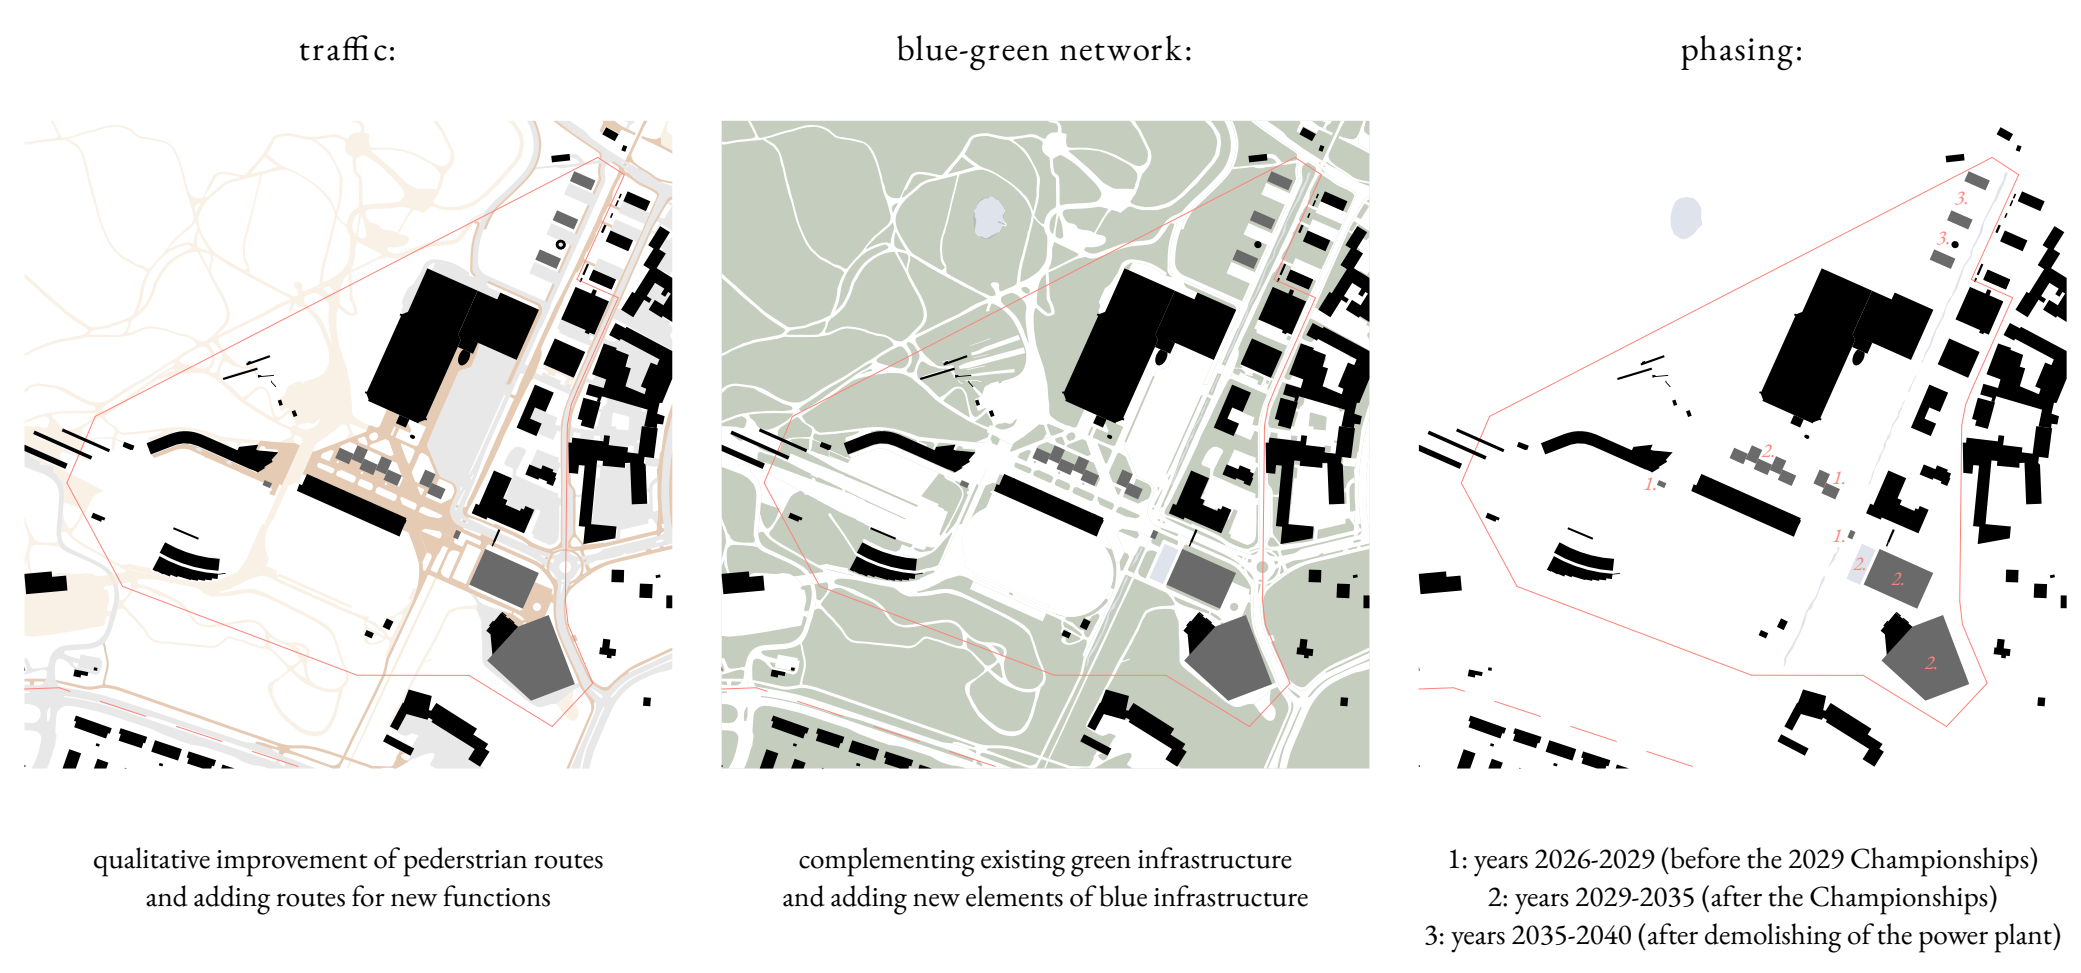 traffic:
blue-green network:
phasing:
3.
3.
2.
1.
1.
1.
2.
2.
2.
qualitative improvement of pederstrian routes
and adding routes for new functions
complementing existing green infrastructure
and adding new elements of blue infrastructure
1: years 2026-2029 (before the 2029 Championships)
2: years 2029-2035 (after the Championships)
3: years 2035-2040 (after demolishing of the power plant)